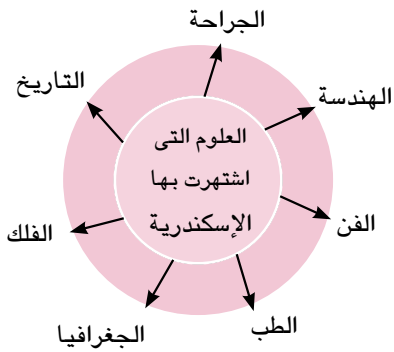 العلوم التى
اشتهرت بها
الإسكندرية
الجراحة
الهندسة
الفن
الطب
الجغرافيا
الفلك
التاريخ